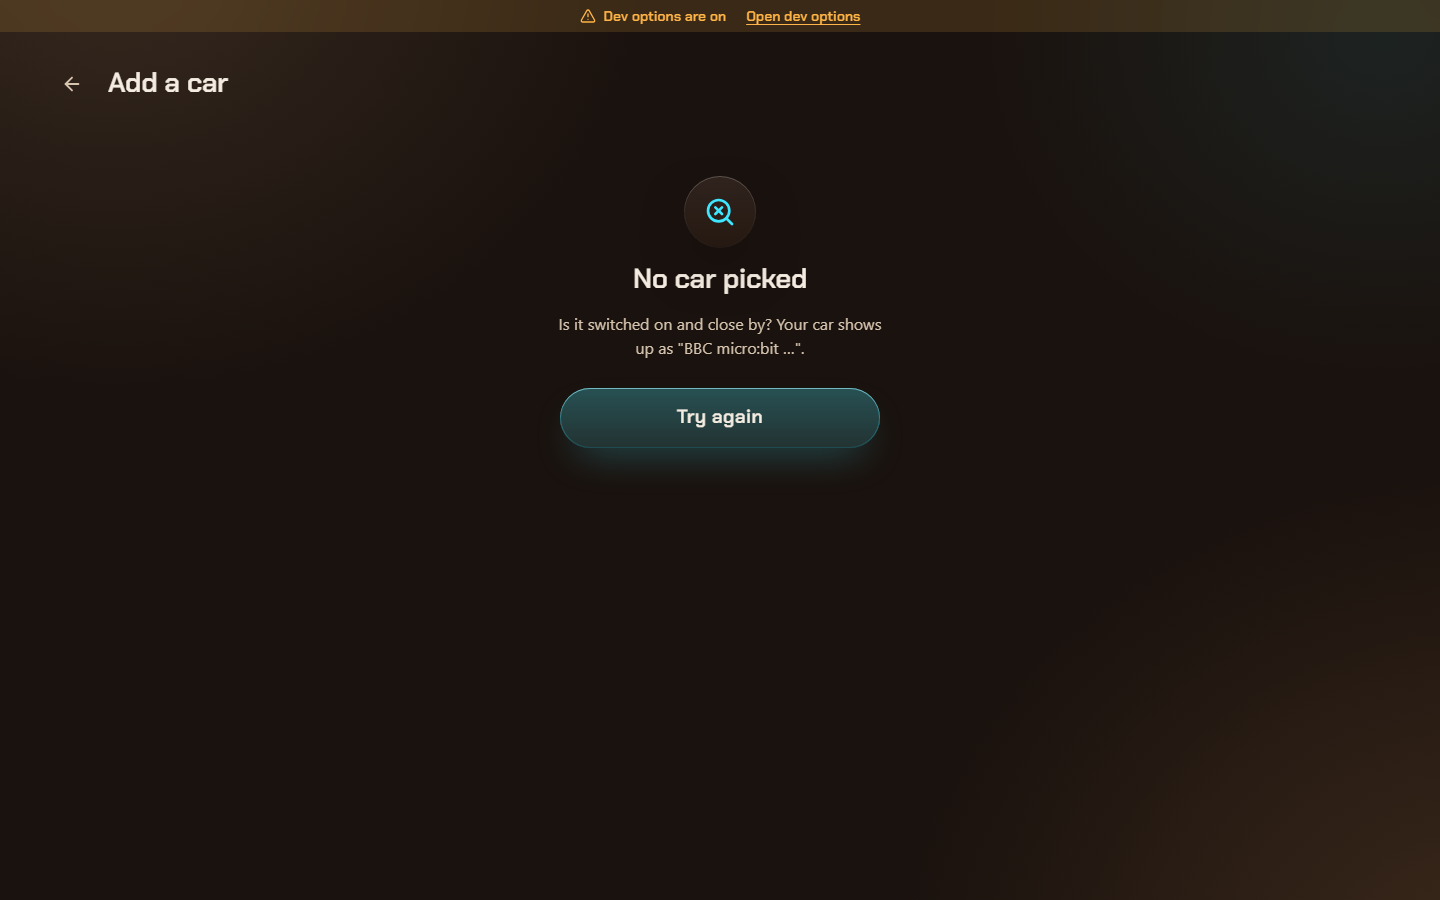 Dev options are on Open dev options
Add a car
No car picked
Is it switched on and close by? Your car shows
up as "BBC micro:bit ...".
Try again